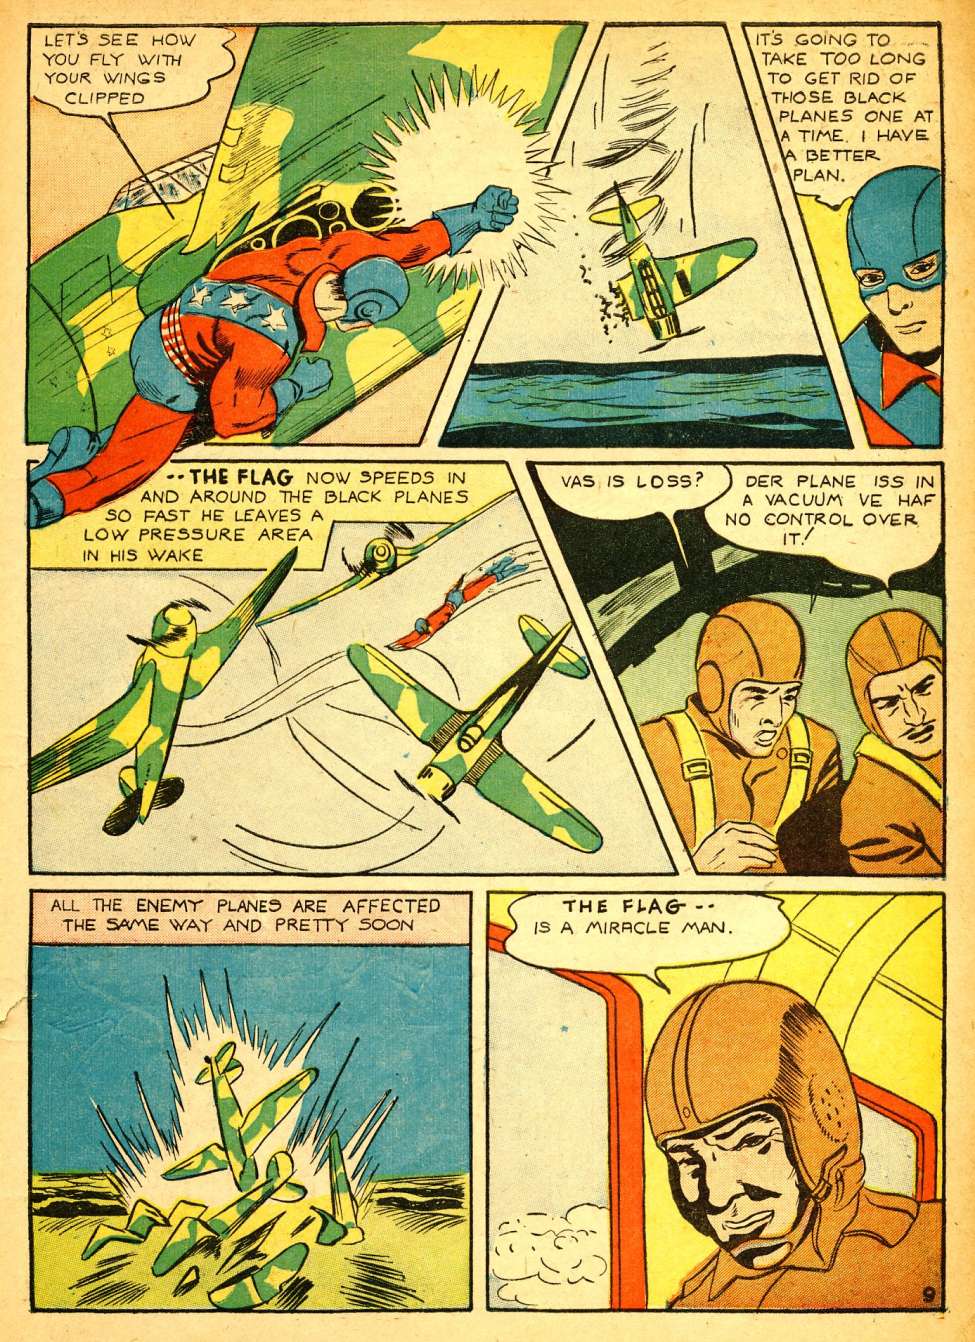 LET'S SEE HOW
YOU FLY WITH
YOUR WINGS
CLIPPED
IT'S GOING TO
TAKE TOO LONG
TO GET RID OF
THOSE BLACK
PLANES ONE AT
A TIME. I HAVE
A BETTER
PLAN.
--THE FLAG NOW SPEEDS IN
AND AROUND THE BLACK PLANES
SO FAST HE LEAVES A
LOW PRESSURE AREA
IN HIS WAKE
VAS IS LOSS?
DER PLANE ISS IN
A VACUUM VE HAF
NO CONTROL OVER
IT!
ALL THE ENEMY PLANES ARE AFFECTED
THE SAME WAY AND PRETTY SOON
THE FLAG--
IS A MIRACLE MAN.
9